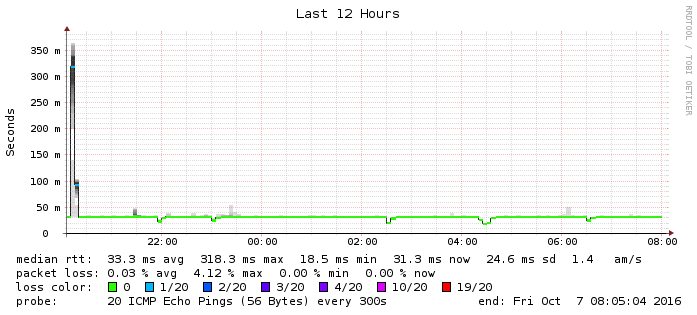 Last 12 Hours
RRDTOOL / TOBI OETIKER
Seconds
350 m
300 m
250 m
200 m
150 m
100 m
50 m
0
22:00 00:00 02:00 04:00 06:00 08:00
median rtt: 33.3 ms avg 318.3 ms max 18.5 ms min 31.3 ms now 24.6 ms sd 1.4 am/s
packet loss: 0.03 % avg 4.12 % max 0.00 % min 0.00 % now
loss color: 0 1/20 2/20 3/20 4/20 10/20 19/20
probe: 20 ICMP Echo Pings (56 Bytes) every 300s end: Fri Oct 7 08:05:04 2016